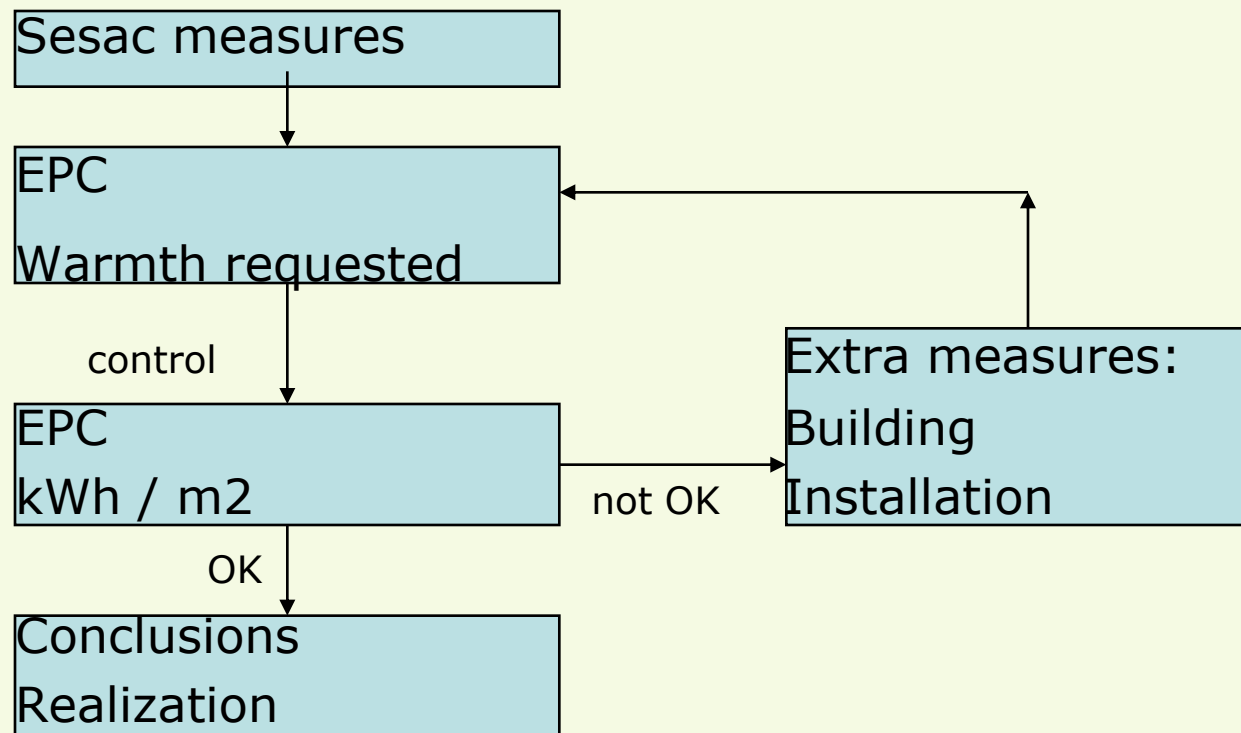 Sesac measures
EPC
Warmth requested
control
EPC
kWh / m2
not OK
Extra measures:
Building
Installation
OK
Conclusions
Realization